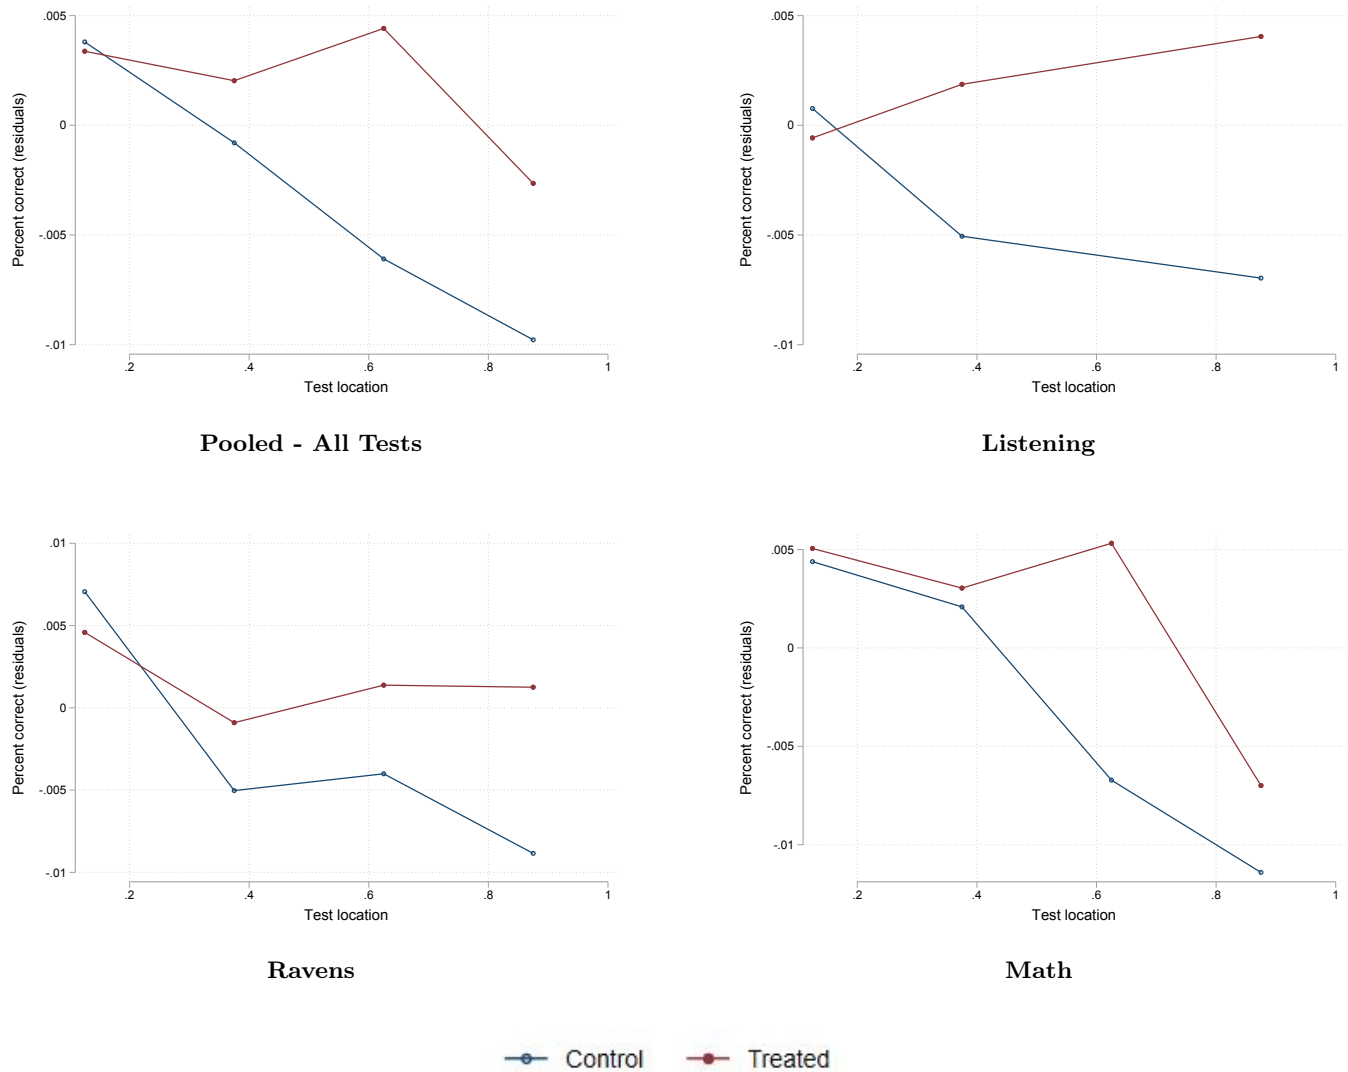 .005
0
-.005
-.01
Percent correct (residuals)
.2 .4 .6 .8 1
Test location
Pooled - All Tests
.005
0
-.005
-.01
Percent correct (residuals)
.2 .4 .6 .8 1
Test location
Listening
.01
.005
0
-.005
-.01
Percent correct (residuals)
.2 .4 .6 .8 1
Test location
Ravens
.005
0
-.005
-.01
Percent correct (residuals)
.2 .4 .6 .8 1
Test location
Math
Control Treated